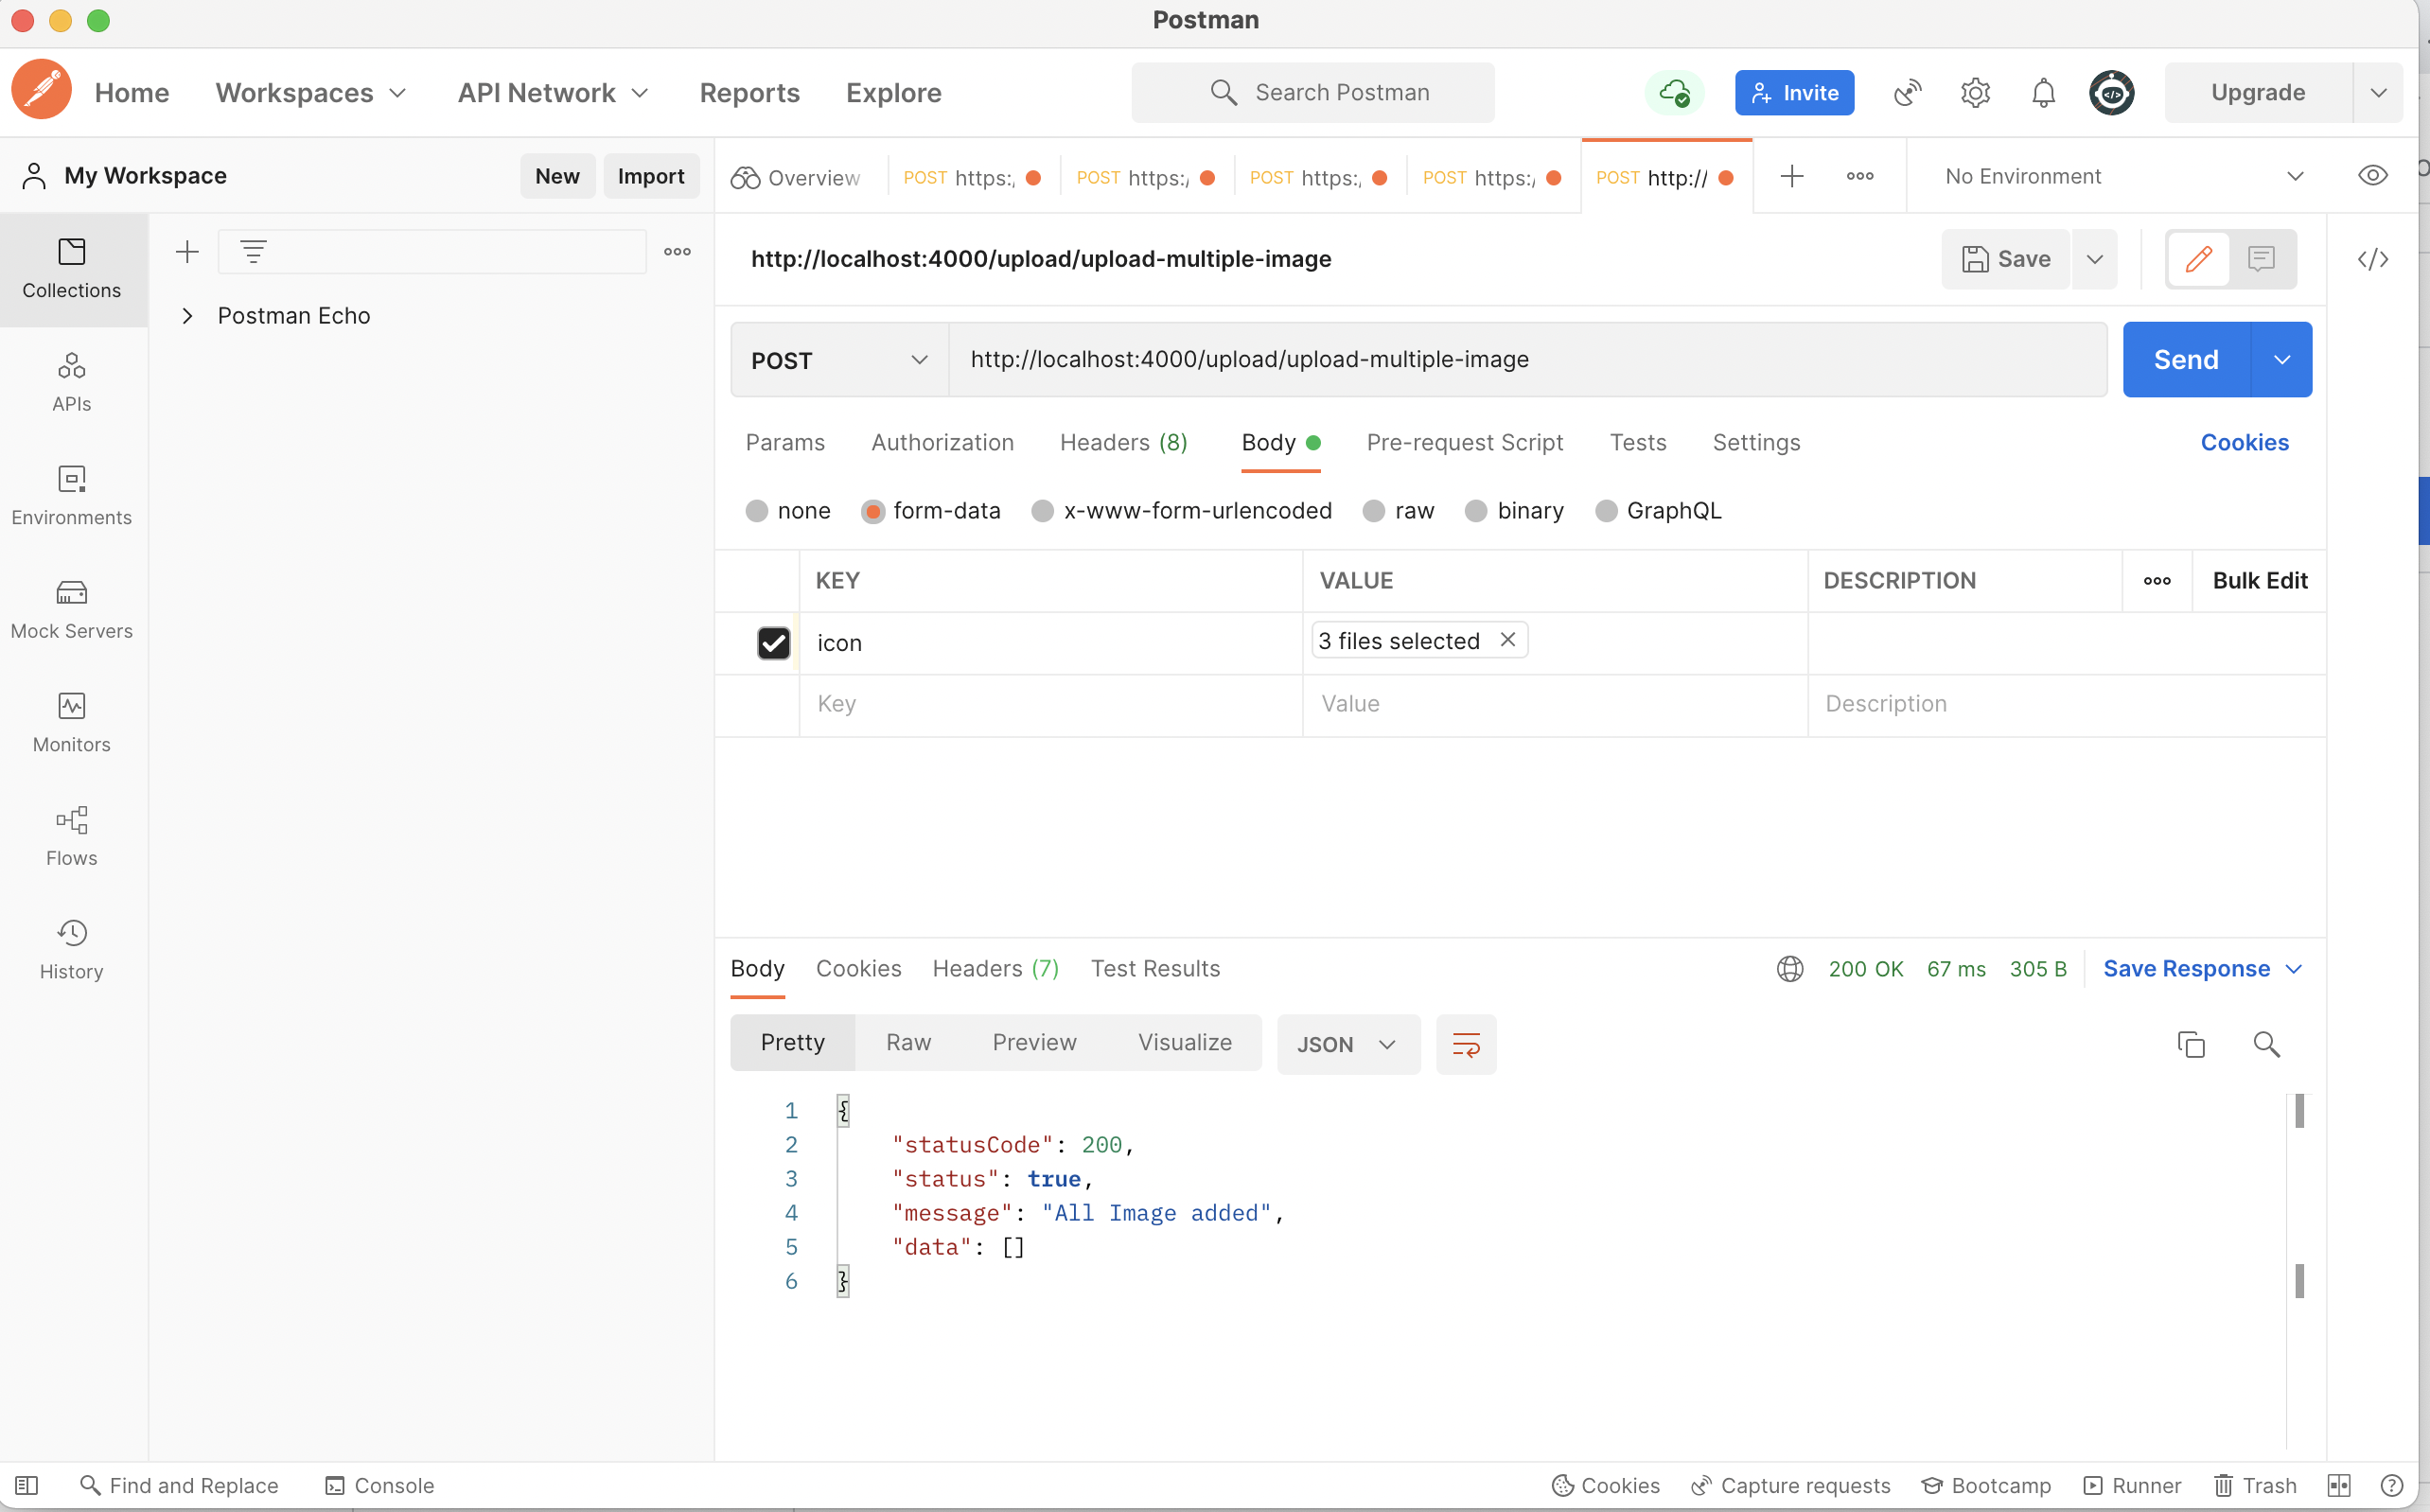 Postman
Home Workspaces API Network Reports Explore Search Postman Invite Upgrade
My Workspace New Import Overview POST https:/ POST https:/ POST https:/ POST https:/ POST http:// No Environment
http://localhost:4000/upload/upload-multiple-image Save
Collections
Postman Echo
APIs
Environments
Mock Servers
Monitors
Flows
History
POST http://localhost:4000/upload/upload-multiple-image Send
Params Authorization Headers (8) Body Pre-request Script Tests Settings Cookies
none form-data x-www-form-urlencoded raw binary GraphQL
KEY VALUE DESCRIPTION Bulk Edit
icon 3 files selected
Key Value Description
Body Cookies Headers (7) Test Results 200 OK 67 ms 305 B Save Response
Pretty Raw Preview Visualize JSON
1 {
2 "statusCode": 200,
3 "status": true,
4 "message": "All Image added",
5 "data": []
6 }
Find and Replace Console Cookies Capture requests Bootcamp Runner Trash